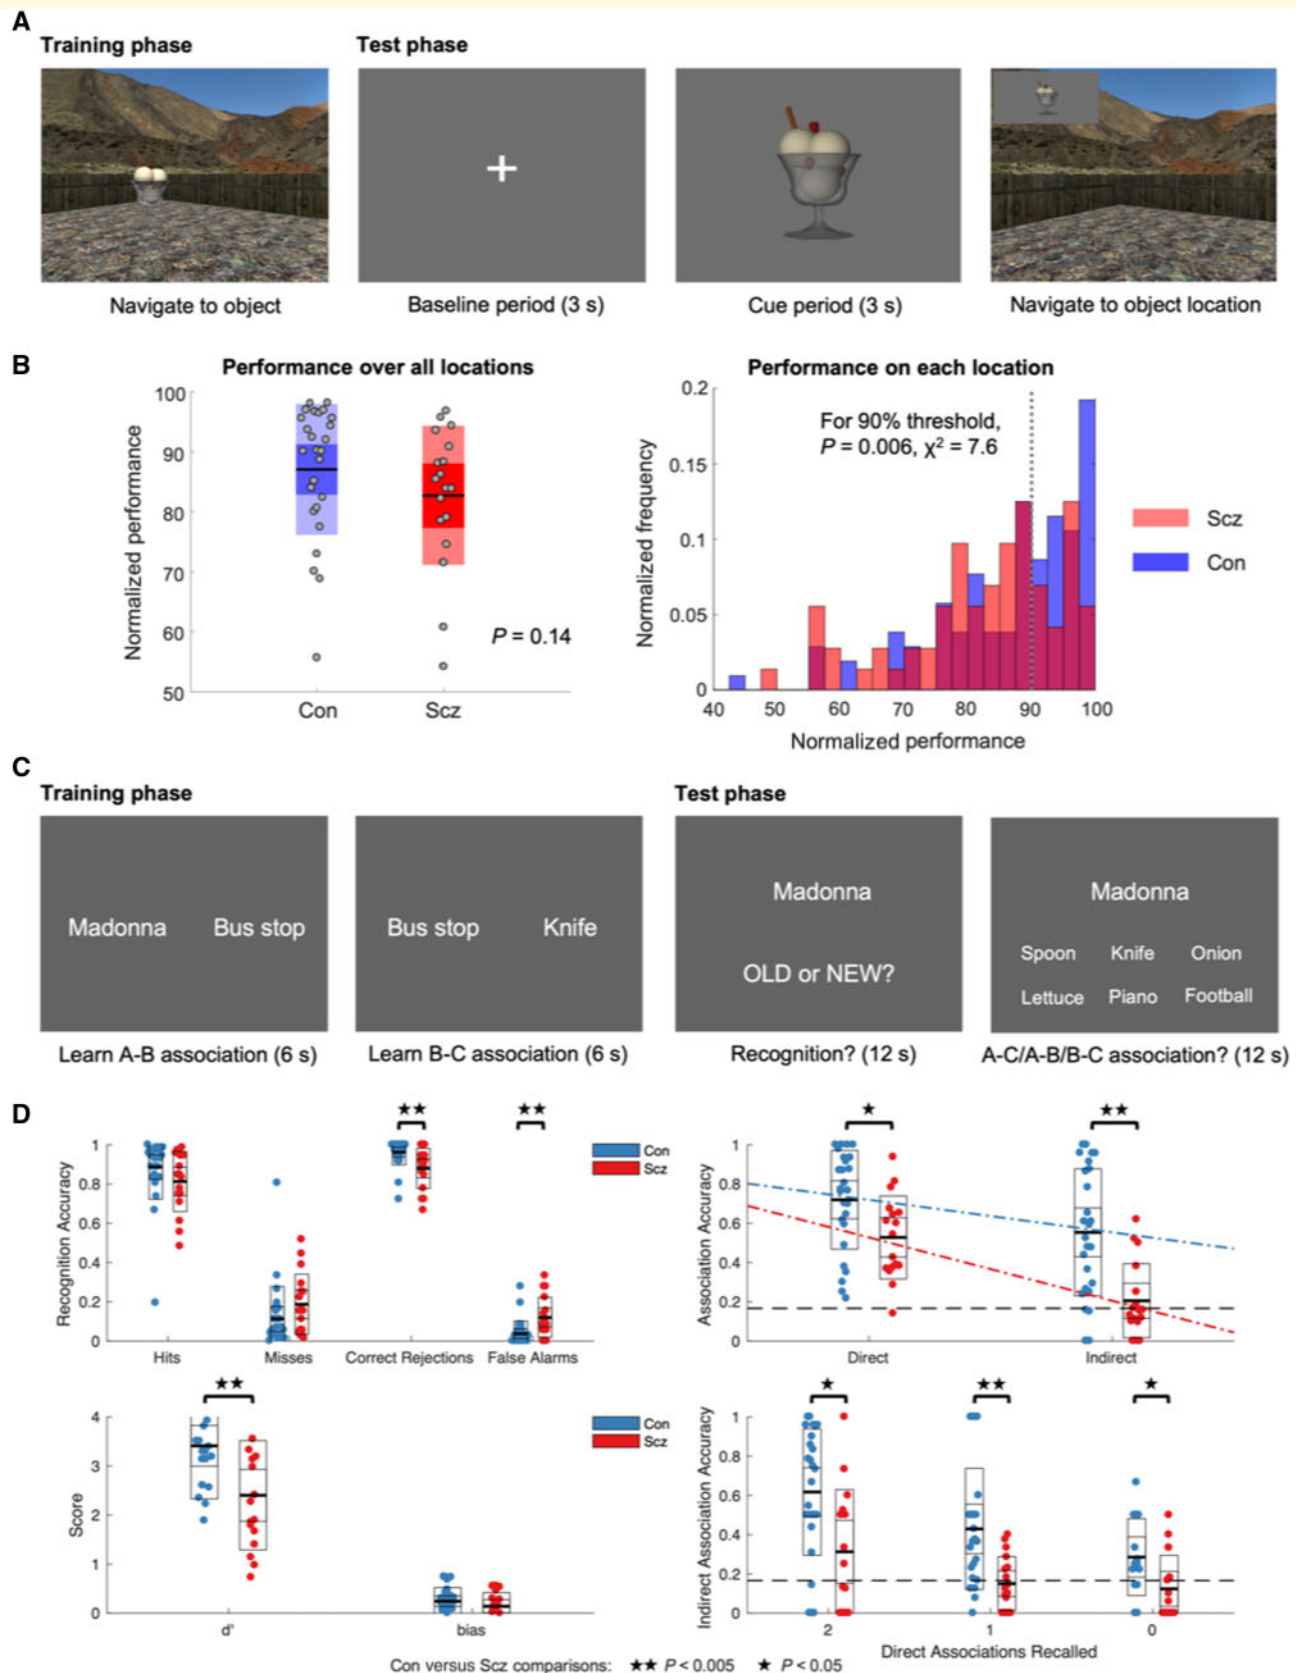 A
Training phase
Test phase
Navigate to object
Baseline period (3 s)
Cue period (3 s)
Navigate to object location
B
Performance over all locations
Normalized performance
100
90
80
70
60
50
P = 0.14
Con
Scz
Performance on each location
Normalized frequency
0.2
0.15
0.1
0.05
0
For 90% threshold,
P = 0.006, χ² = 7.6
40
50
60
70
80
90
100
Normalized performance
Scz
Con
C
Training phase
Test phase
Madonna
Bus stop
Bus stop
Knife
Madonna
OLD or NEW?
Madonna
Spoon Knife Onion
Lettuce Piano Football
Learn A-B association (6 s)
Learn B-C association (6 s)
Recognition? (12 s)
A-C/A-B/B-C association? (12 s)
D
★★
★★
Recognition Accuracy
1
0.8
0.6
0.4
0.2
0
Hits
Misses
Correct Rejections
False Alarms
Con
Scz
★
★★
Association Accuracy
1
0.8
0.6
0.4
0.2
0
Direct
Indirect
★★
Score
4
3
2
1
0
d'
bias
Con
Scz
★
★★
★
Indirect Association Accuracy
1
0.8
0.6
0.4
0.2
0
2
1
0
Direct Associations Recalled
Con versus Scz comparisons: ★★ P < 0.005 ★ P < 0.05